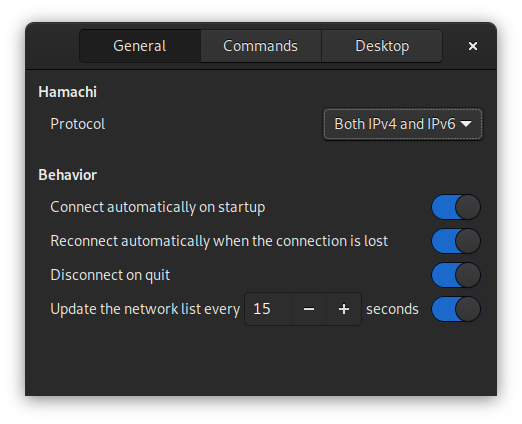 General Commands Desktop ×
Hamachi
Protocol Both IPv4 and IPv6
Behavior
Connect automatically on startup
Reconnect automatically when the connection is lost
Disconnect on quit
Update the network list every 15 − + seconds